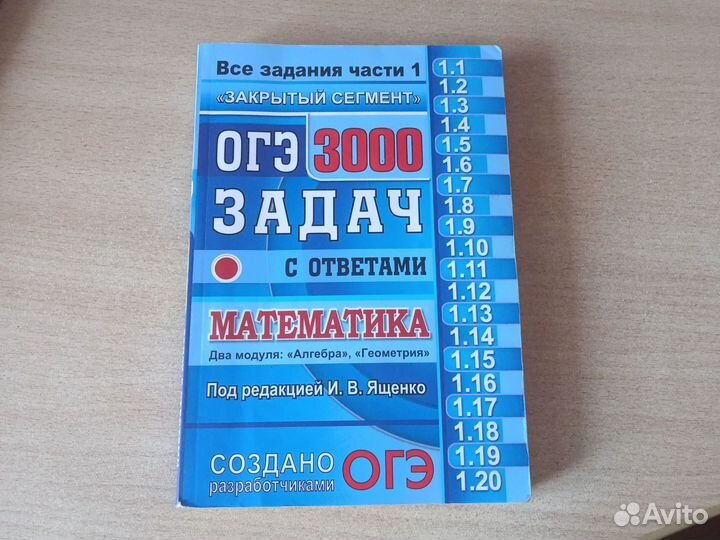 Все задания части 1
«ЗАКРЫТЫЙ СЕГМЕНТ»
ОГЭ 3000
ЗАДАЧ
С ОТВЕТАМИ
МАТЕМАТИКА
Два модуля: «Алгебра», «Геометрия»
Под редакцией И. В. Ященко
СОЗДАНО
разработчиками
ОГЭ
1.1
1.2
1.3
1.4
1.5
1.6
1.7
1.8
1.9
1.10
1.11
1.12
1.13
1.14
1.15
1.16
1.17
1.18
1.19
1.20
Avito